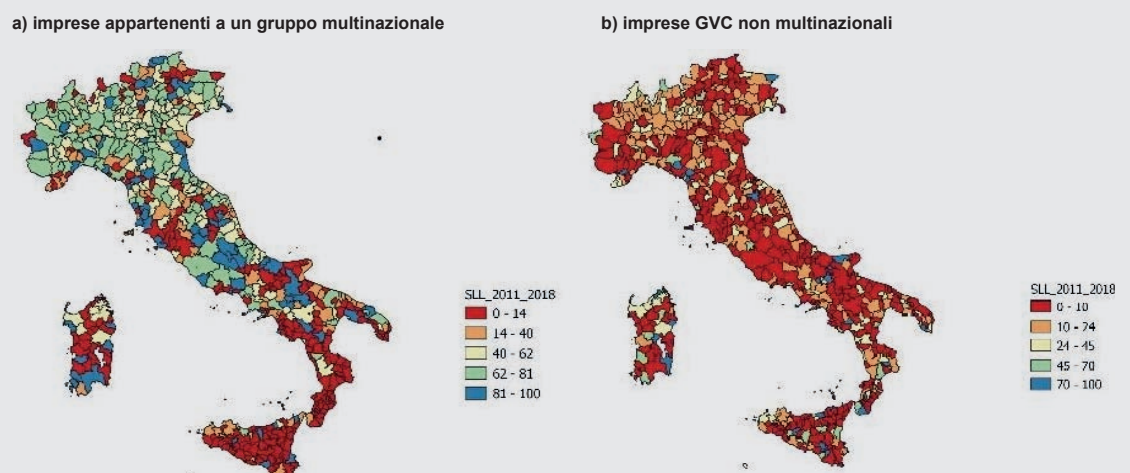 a) imprese appartenenti a un gruppo multinazionale
b) imprese GVC non multinazionali
SLL_2011_2018
0 - 14
14 - 40
40 - 62
62 - 81
81 - 100
SLL_2011_2018
0 - 10
10 - 24
24 - 45
45 - 70
70 - 100